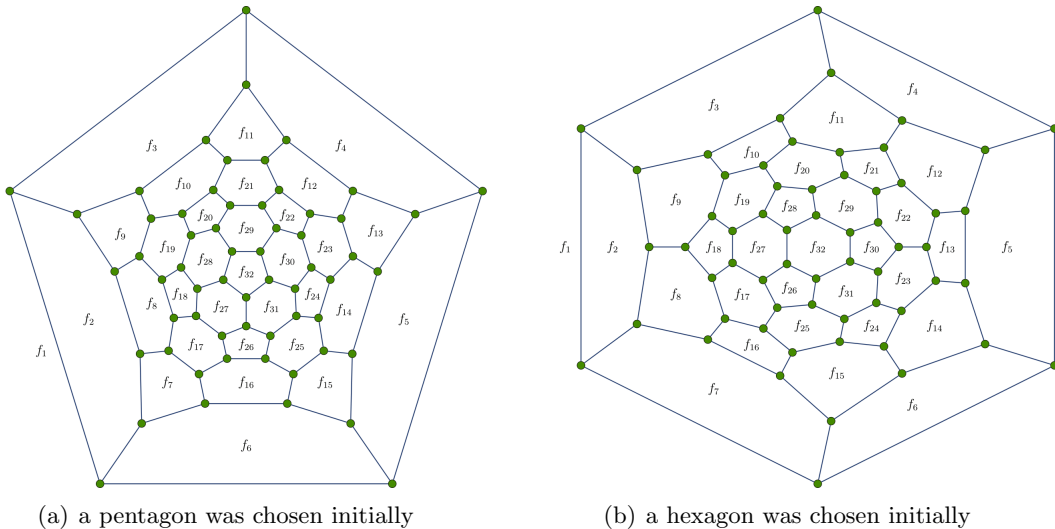 f3
f4
f11
f10
f21
f12
f9
f20
f22
f13
f19
f29
f23
f28
f30
f32
f8
f18
f24
f27
f31
f14
f2
f5
f1
f17
f26
f25
f7
f16
f15
f6
f4
f3
f11
f10
f20
f21
f12
f9
f19
f28
f29
f22
f1
f2
f18
f27
f32
f30
f13
f5
f23
f8
f17
f26
f31
f25
f24
f14
f16
f15
f7
f6
(a) a pentagon was chosen initially
(b) a hexagon was chosen initially